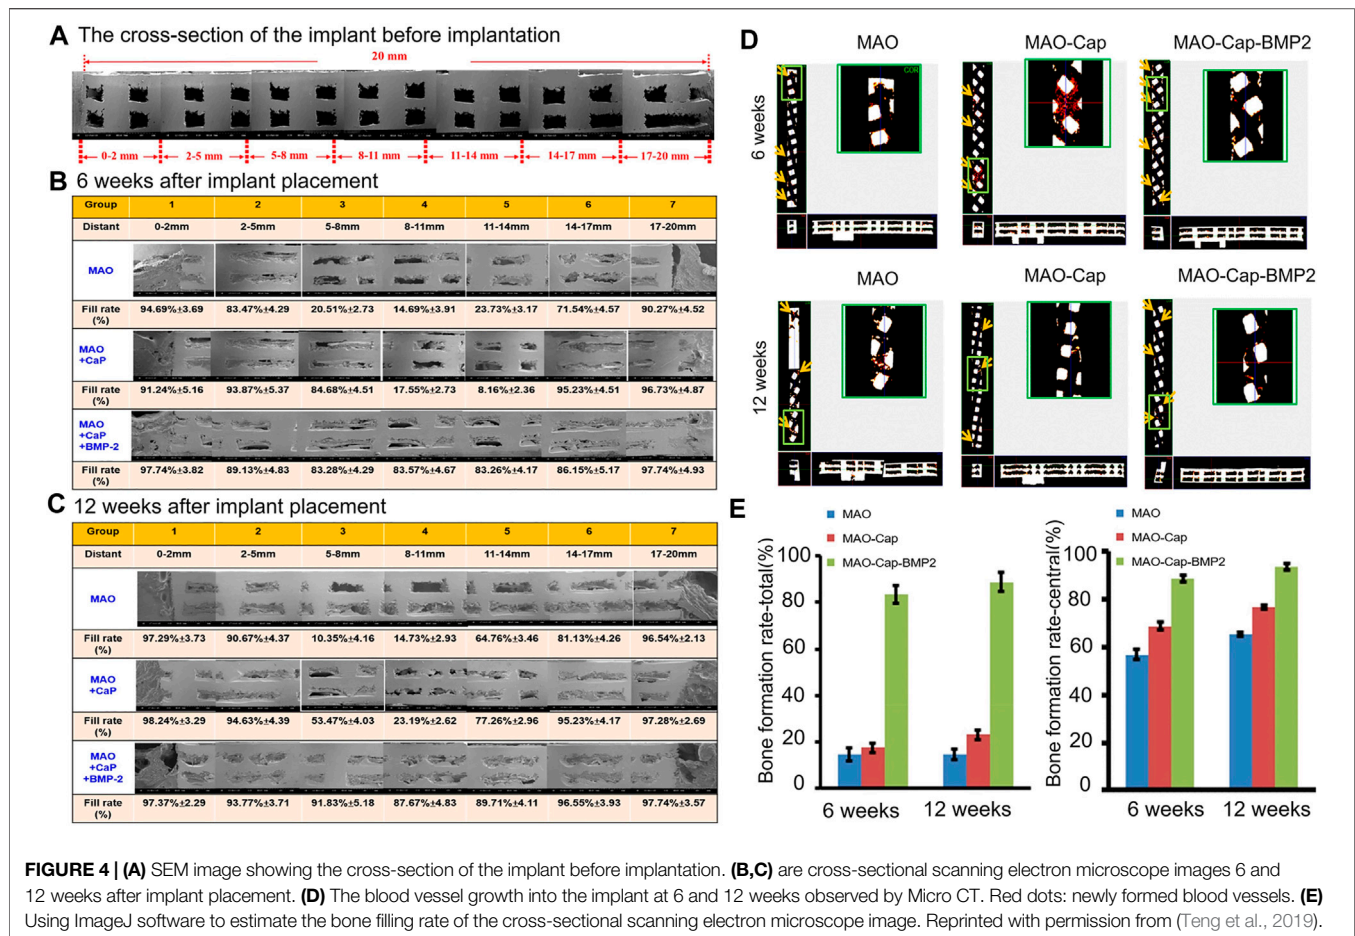 A The cross-section of the implant before implantation
20 mm
0-2 mm 2-5 mm 5-8 mm 8-11 mm 11-14 mm 14-17 mm 17-20 mm
B 6 weeks after implant placement
Group 1 2 3 4 5 6 7
Distant 0-2mm 2-5mm 5-8mm 8-11mm 11-14mm 14-17mm 17-20mm
MAO
Fill rate (%) 94.69%±3.69 83.47%±4.29 20.51%±2.73 14.69%±3.91 23.73%±3.17 71.54%±4.57 90.27%±4.52
MAO
+CaP
Fill rate (%) 91.24%±5.16 93.87%±5.37 84.68%±4.51 17.55%±2.73 8.16%±2.36 95.23%±4.51 96.73%±4.87
MAO
+CaP
+BMP-2
Fill rate (%) 97.74%±3.82 89.13%±4.83 83.28%±4.29 83.57%±4.67 83.26%±4.17 86.15%±5.17 97.74%±4.93
C 12 weeks after implant placement
Group 1 2 3 4 5 6 7
Distant 0-2mm 2-5mm 5-8mm 8-11mm 11-14mm 14-17mm 17-20mm
MAO
Fill rate (%) 97.29%±3.73 90.67%±4.37 10.35%±4.16 14.73%±2.93 64.76%±3.46 81.13%±4.26 96.54%±2.13
MAO
+CaP
Fill rate (%) 98.24%±3.29 94.63%±4.39 53.47%±4.03 23.19%±2.62 77.26%±2.96 95.23%±4.17 97.28%±2.69
MAO
+CaP
+BMP-2
Fill rate (%) 97.37%±2.29 93.77%±3.71 91.83%±5.18 87.67%±4.83 89.71%±4.11 96.55%±3.93 97.74%±3.57
D
MAO MAO-Cap MAO-Cap-BMP2
6 weeks
COR
MAO MAO-Cap MAO-Cap-BMP2
12 weeks
E
MAO
MAO-Cap
MAO-Cap-BMP2
Bone formation rate-total(%)
100
80
60
40
20
0
6 weeks 12 weeks
MAO
MAO-Cap
MAO-Cap-BMP2
Bone formation rate-central(%)
100
80
60
40
20
0
6 weeks 12 weeks
FIGURE 4 | (A) SEM image showing the cross-section of the implant before implantation. (B,C) are cross-sectional scanning electron microscope images 6 and
12 weeks after implant placement. (D) The blood vessel growth into the implant at 6 and 12 weeks observed by Micro CT. Red dots: newly formed blood vessels. (E)
Using ImageJ software to estimate the bone filling rate of the cross-sectional scanning electron microscope image. Reprinted with permission from (Teng et al., 2019).